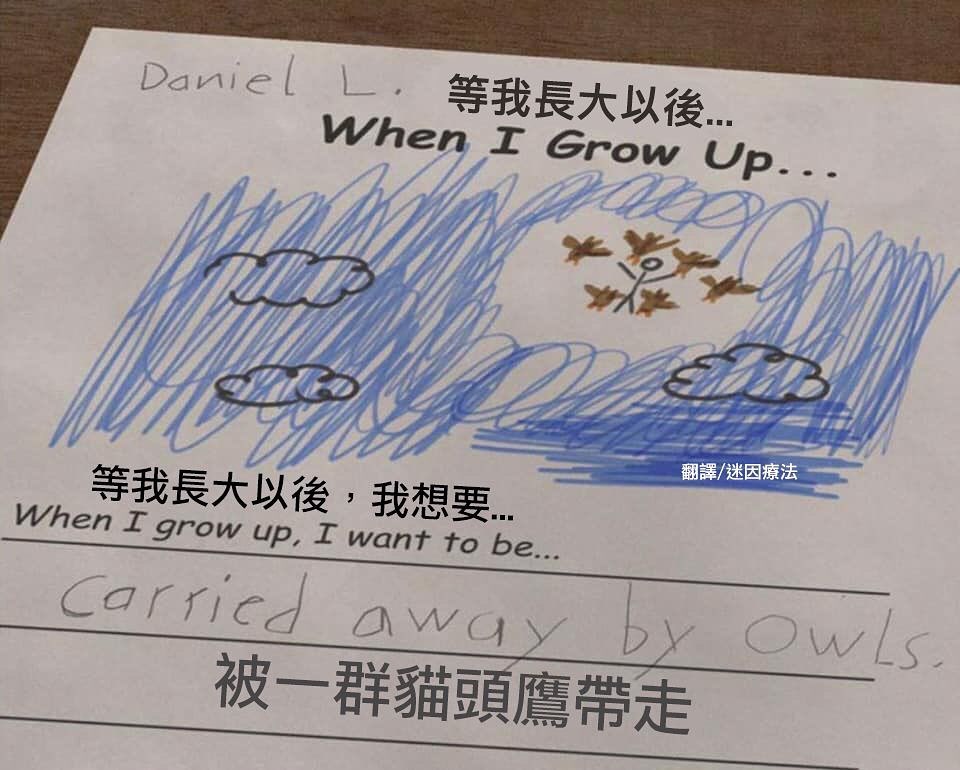 Daniel L.
等我長大以後...
When I Grow Up...
翻譯/迷因療法
等我長大以後，我想要...
When I grow up, I want to be...
Carried away by owls.
被一群貓頭鷹帶走